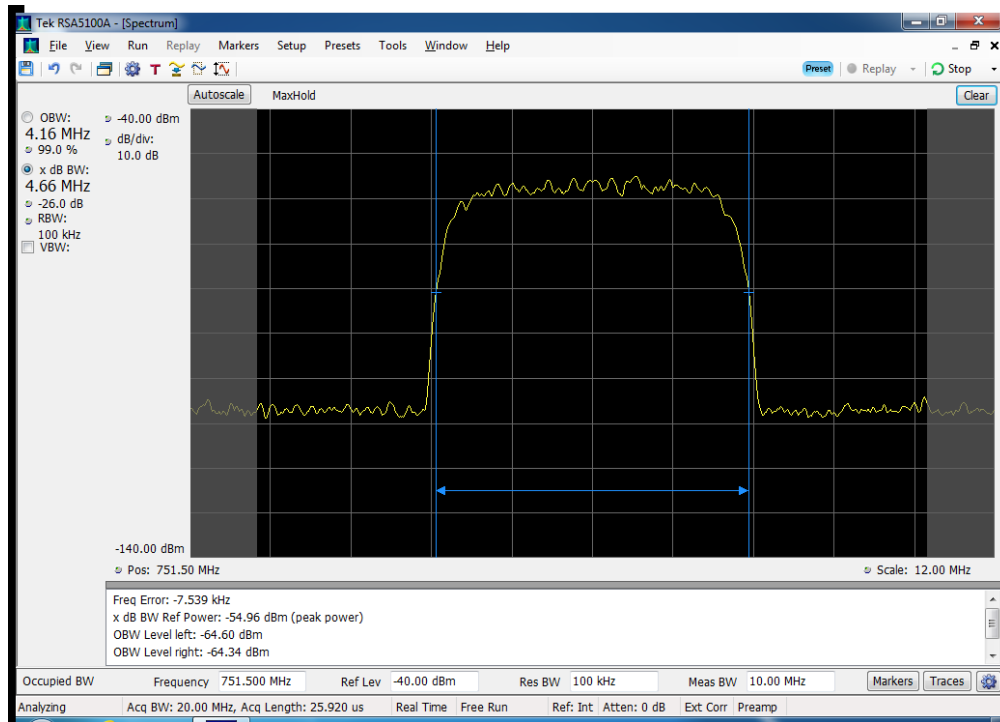 Tek RSA5100A - [Spectrum]
File View Run Replay Markers Setup Presets Tools Window Help
T Preset Replay Stop
Autoscale MaxHold Clear
OBW:
4.16 MHz
99.0 %
x dB BW:
4.66 MHz
-26.0 dB
RBW:
100 kHz
VBW:
-40.00 dBm
dB/div:
10.0 dB
-140.00 dBm
Pos: 751.50 MHz Scale: 12.00 MHz
Freq Error: -7.539 kHz
x dB BW Ref Power: -54.96 dBm (peak power)
OBW Level left: -64.60 dBm
OBW Level right: -64.34 dBm
Occupied BW Frequency 751.500 MHz Ref Lev -40.00 dBm Res BW 100 kHz Meas BW 10.00 MHz Markers Traces
Analyzing Acq BW: 20.00 MHz, Acq Length: 25.920 us Real Time Free Run Ref: Int Atten: 0 dB Ext Corr Preamp